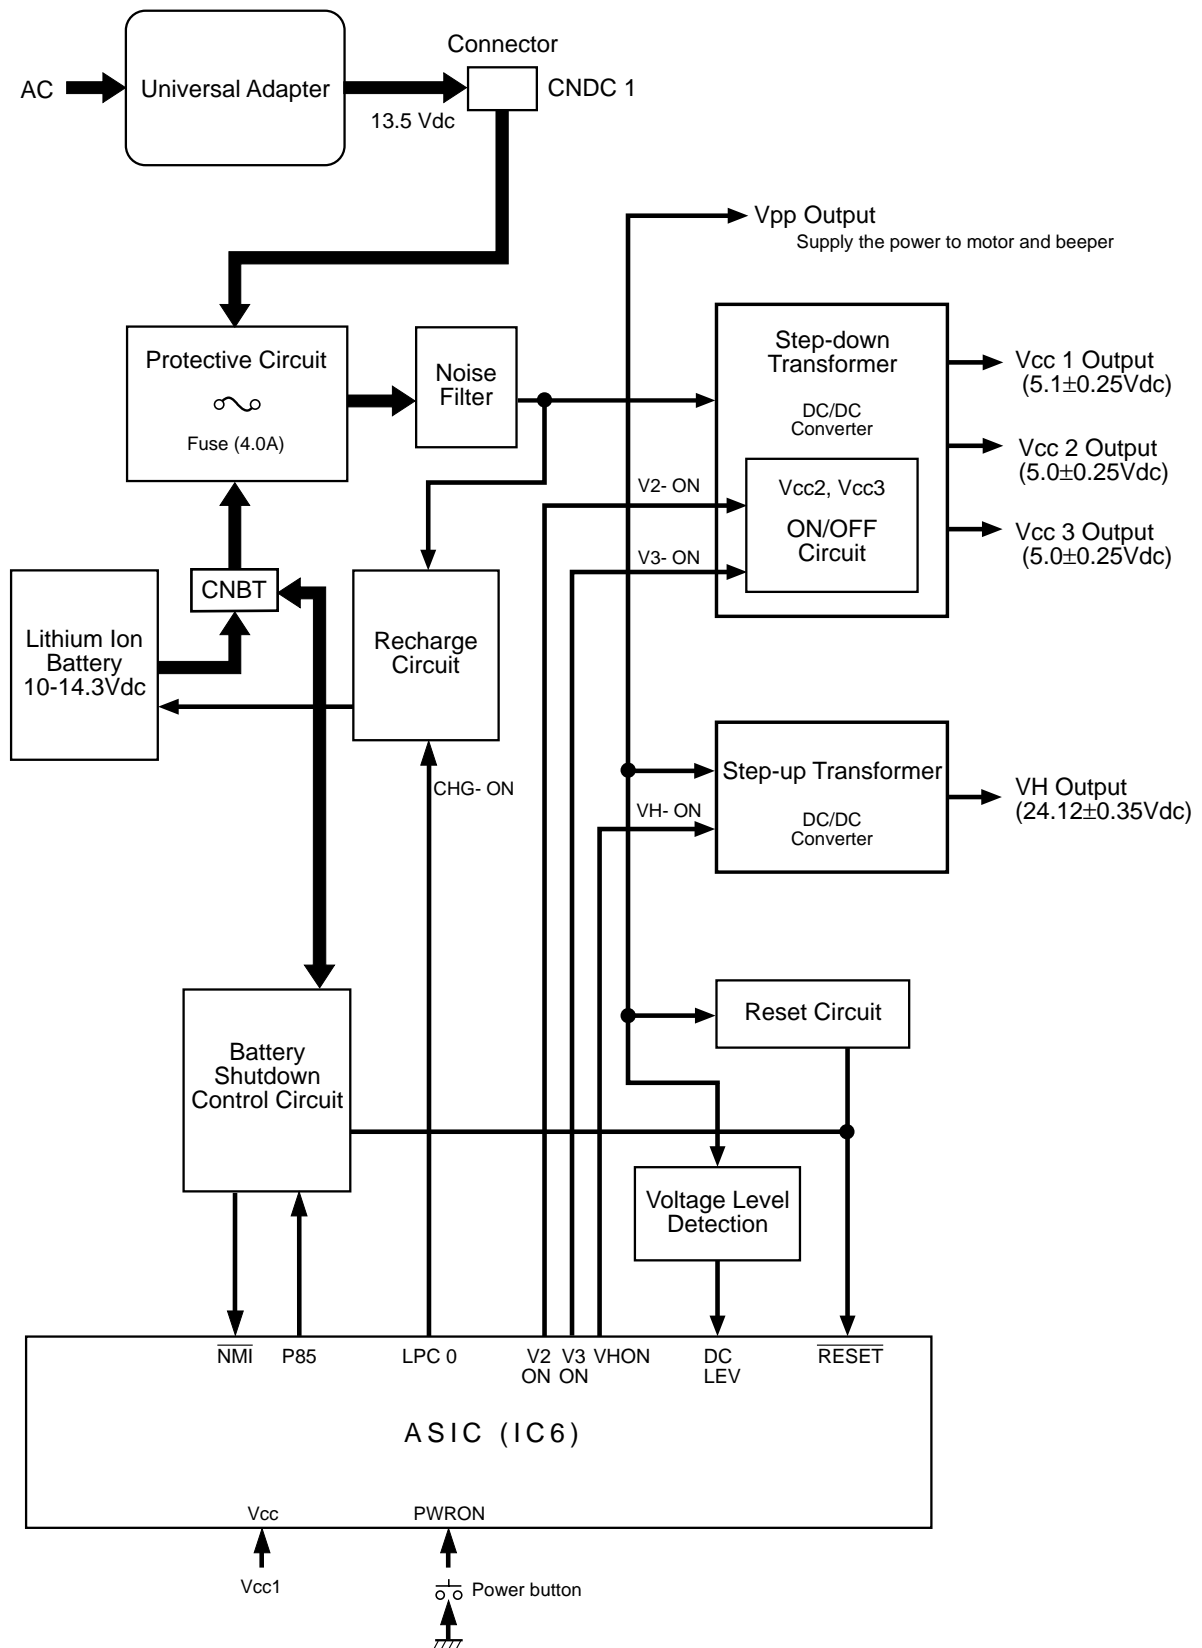 Connector
AC
Universal Adapter
CNDC 1
13.5 Vdc
Vpp Output
Supply the power to motor and beeper
Protective Circuit
Fuse (4.0A)
Noise
Filter
Step-down
Transformer
DC/DC
Converter
Vcc 1 Output
(5.1±0.25Vdc)
Vcc 2 Output
(5.0±0.25Vdc)
Vcc 3 Output
(5.0±0.25Vdc)
V2- ON
Vcc2, Vcc3
ON/OFF
Circuit
V3- ON
CNBT
Lithium Ion
Battery
10-14.3Vdc
Recharge
Circuit
CHG- ON
Step-up Transformer
DC/DC
Converter
VH- ON
VH Output
(24.12±0.35Vdc)
Reset Circuit
Battery
Shutdown
Control Circuit
Voltage Level
Detection
NMI
P85
LPC 0
V2
ON
V3
ON
VHON
DC
LEV
RESET
ASIC (IC6)
Vcc
PWRON
Vcc1
Power button